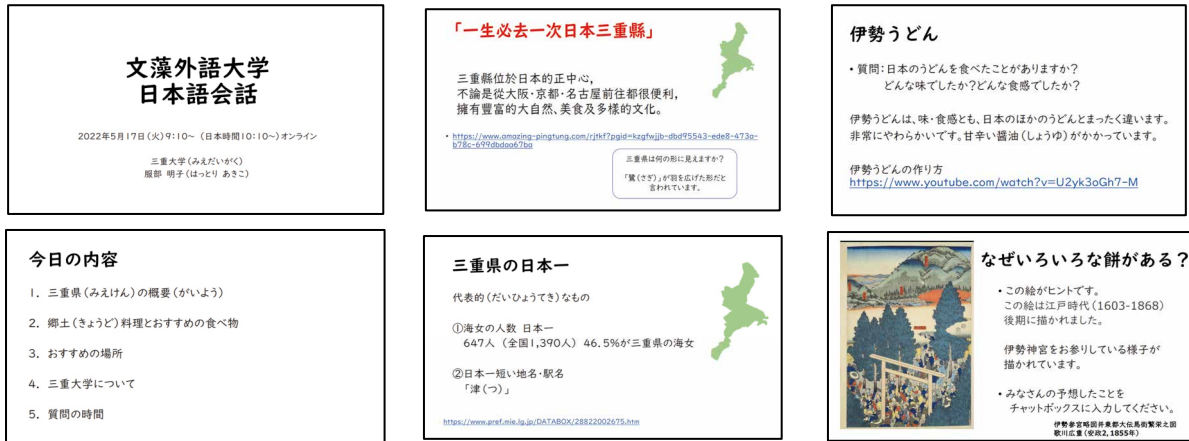 文藻外語大学
日本語会話
2022年5月17日(火)9:10~ (日本時間10:10~)オンライン
三重大学(みえだいがく)
服部 明子(はっとり あきこ)
「一生必去一次日本三重縣」
三重縣位於日本的正中心,
不論是從大阪・京都・名古屋前往都很便利,
擁有豐富的大自然、美食及多樣的文化。
• https://www.amazing-pingtung.com/rjtkf?pgid=kzgfwjjb-dbd95543-ede8-473a-
b78c-699dbdaa67ba
三重県は何の形に見えますか?
「鷺(さぎ)」が羽を広げた形だと
言われています。
伊勢うどん
• 質問:日本のうどんを食べたことがありますか?
どんな味でしたか?どんな食感でしたか?
伊勢うどんは、味・食感とも、日本のほかのうどんとまったく違います。
非常にやわらかいです。甘辛い醤油(しょうゆ)がかかっています。
伊勢うどんの作り方
https://www.youtube.com/watch?v=U2yk3oGh7-M
今日の内容
1. 三重県(みえけん)の概要(がいよう)
2. 郷土(きょうど)料理とおすすめの食べ物
3. おすすめの場所
4. 三重大学について
5. 質問の時間
三重県の日本一
代表的(だいひょうてき)なもの
①海女の人数 日本一
647人 (全国1,390人) 46.5%が三重県の海女
②日本一短い地名・駅名
「津(つ)」
https://www.pref.mie.lg.jp/DATABOX/28822002675.htm
なぜいろいろな餅がある?
• この絵がヒントです。
この絵は江戸時代(1603-1868)
後期に描かれました。
伊勢神宮をお参りしている様子が
描かれています。
• みなさんの予想したことを
チャットボックスに入力してください。
伊勢参宮略図并東都大伝馬街繁栄之図
歌川広重(安政2,1855年)